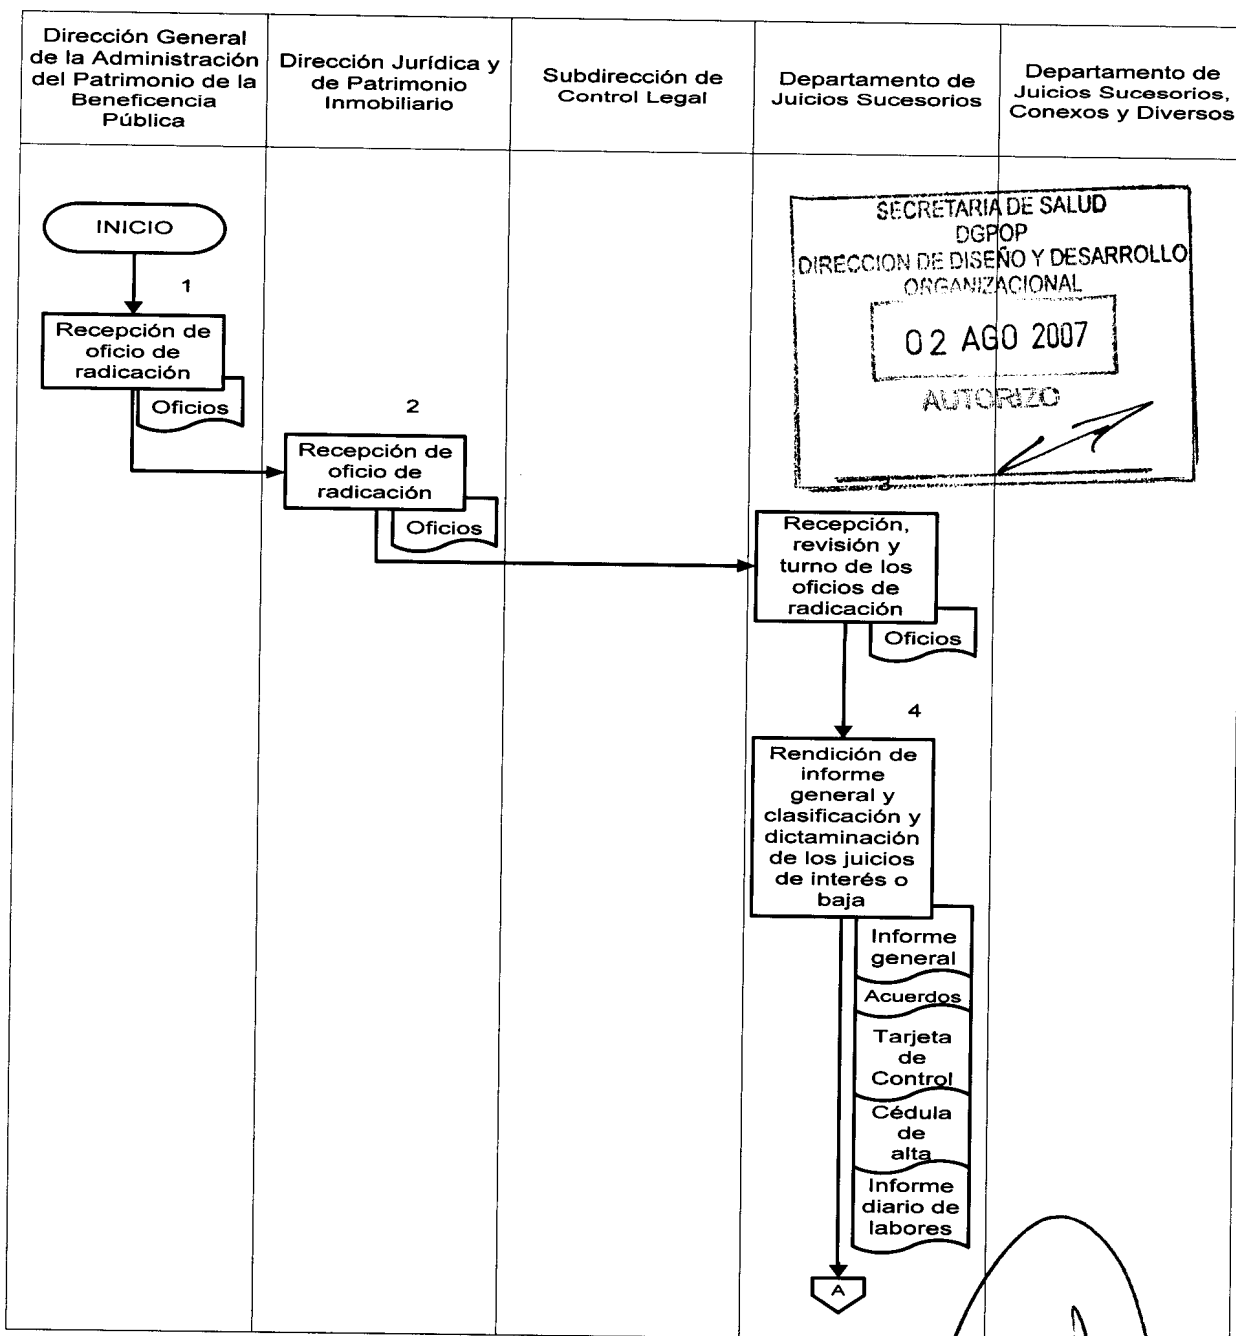 Dirección General
de la Administración
del Patrimonio de la
Beneficencia
Pública
Dirección Jurídica y
de Patrimonio
Inmobiliario
Subdirección de
Control Legal
Departamento de
Juicios Sucesorios
Departamento de
Juicios Sucesorios,
Conexos y Diversos
SECRETARIA DE SALUD
DGPOP
DIRECCION DE DISEÑO Y DESARROLLO
ORGANIZACIONAL
02 AGO 2007
AUTORIZO
INICIO
1
Recepción de
oficio de
radicación
Oficios
2
Recepción de
oficio de
radicación
Oficios
3
Recepción,
revisión y
turno de los
oficios de
radicación
Oficios
4
Rendición de
informe
general y
clasificación y
dictaminación
de los juicios
de interés o
baja
Informe
general
Acuerdos
Tarjeta
de
Control
Cédula
de
alta
Informe
diario de
labores
A